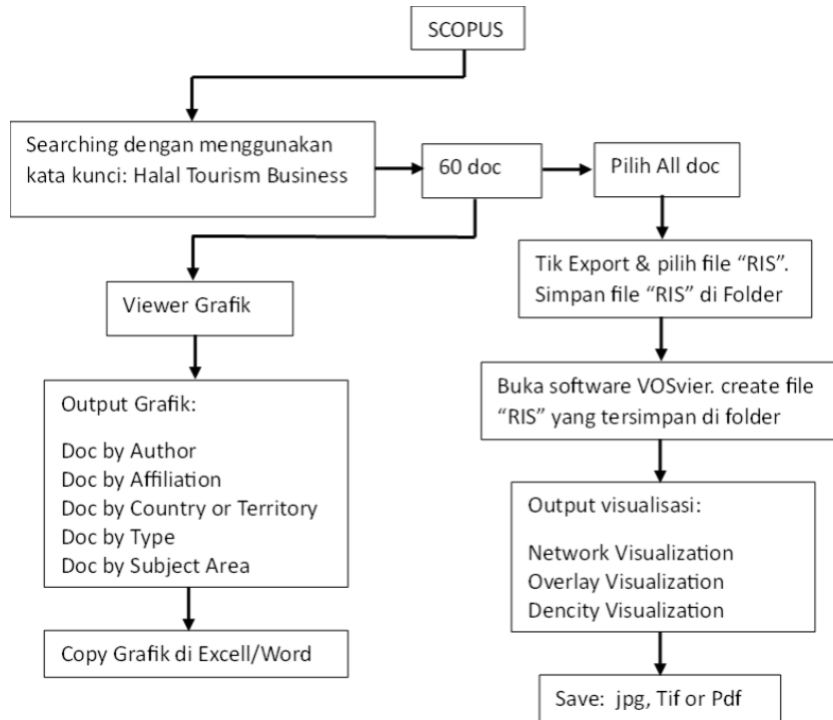 SCOPUS
Searching dengan menggunakan
kata kunci: Halal Tourism Business
60 doc
Pilih All doc
Viewer Grafik
Output Grafik:
Doc by Author
Doc by Affiliation
Doc by Country or Territory
Doc by Type
Doc by Subject Area
Copy Grafik di Excell/Word
Tik Export & pilih file “RIS”.
Simpan file “RIS” di Folder
Buka software VOSvier. create file
“RIS” yang tersimpan di folder
Output visualisasi:
Network Visualization
Overlay Visualization
Dencity Visualization
Save: jpg, Tif or Pdf